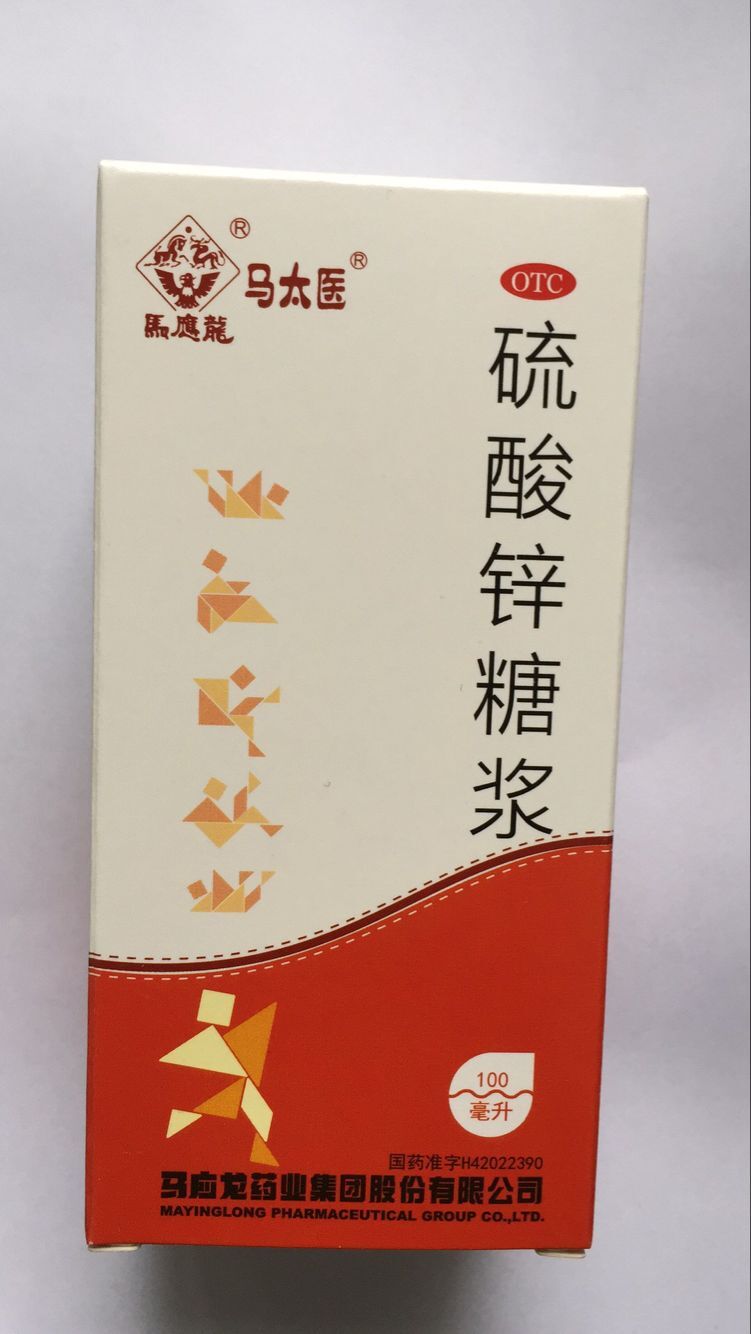 ®
马太医®
馬應龍
OTC
硫酸锌糖浆
100
毫升
国药准字H42022390
马应龙药业集团股份有限公司
MAYINGLONG PHARMACEUTICAL GROUP CO.,LTD.